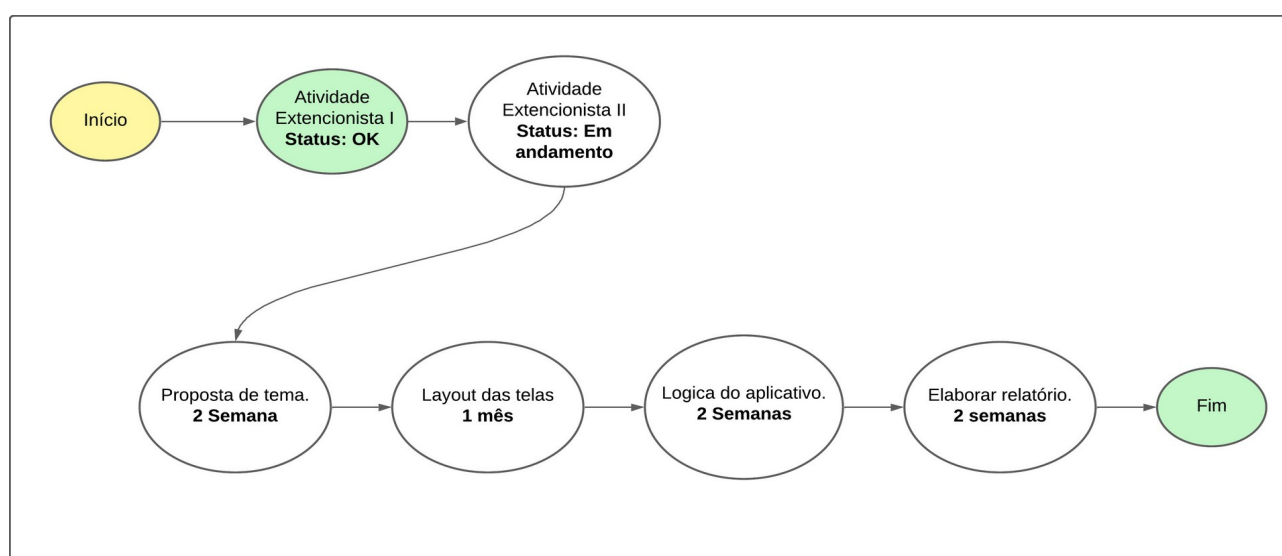 Início
Atividade
Extencionista I
Status: OK
Atividade
Extencionista II
Status: Em
andamento
Proposta de tema.
2 Semana
Layout das telas
1 mês
Logica do aplicativo.
2 Semanas
Elaborar relatório.
2 semanas
Fim